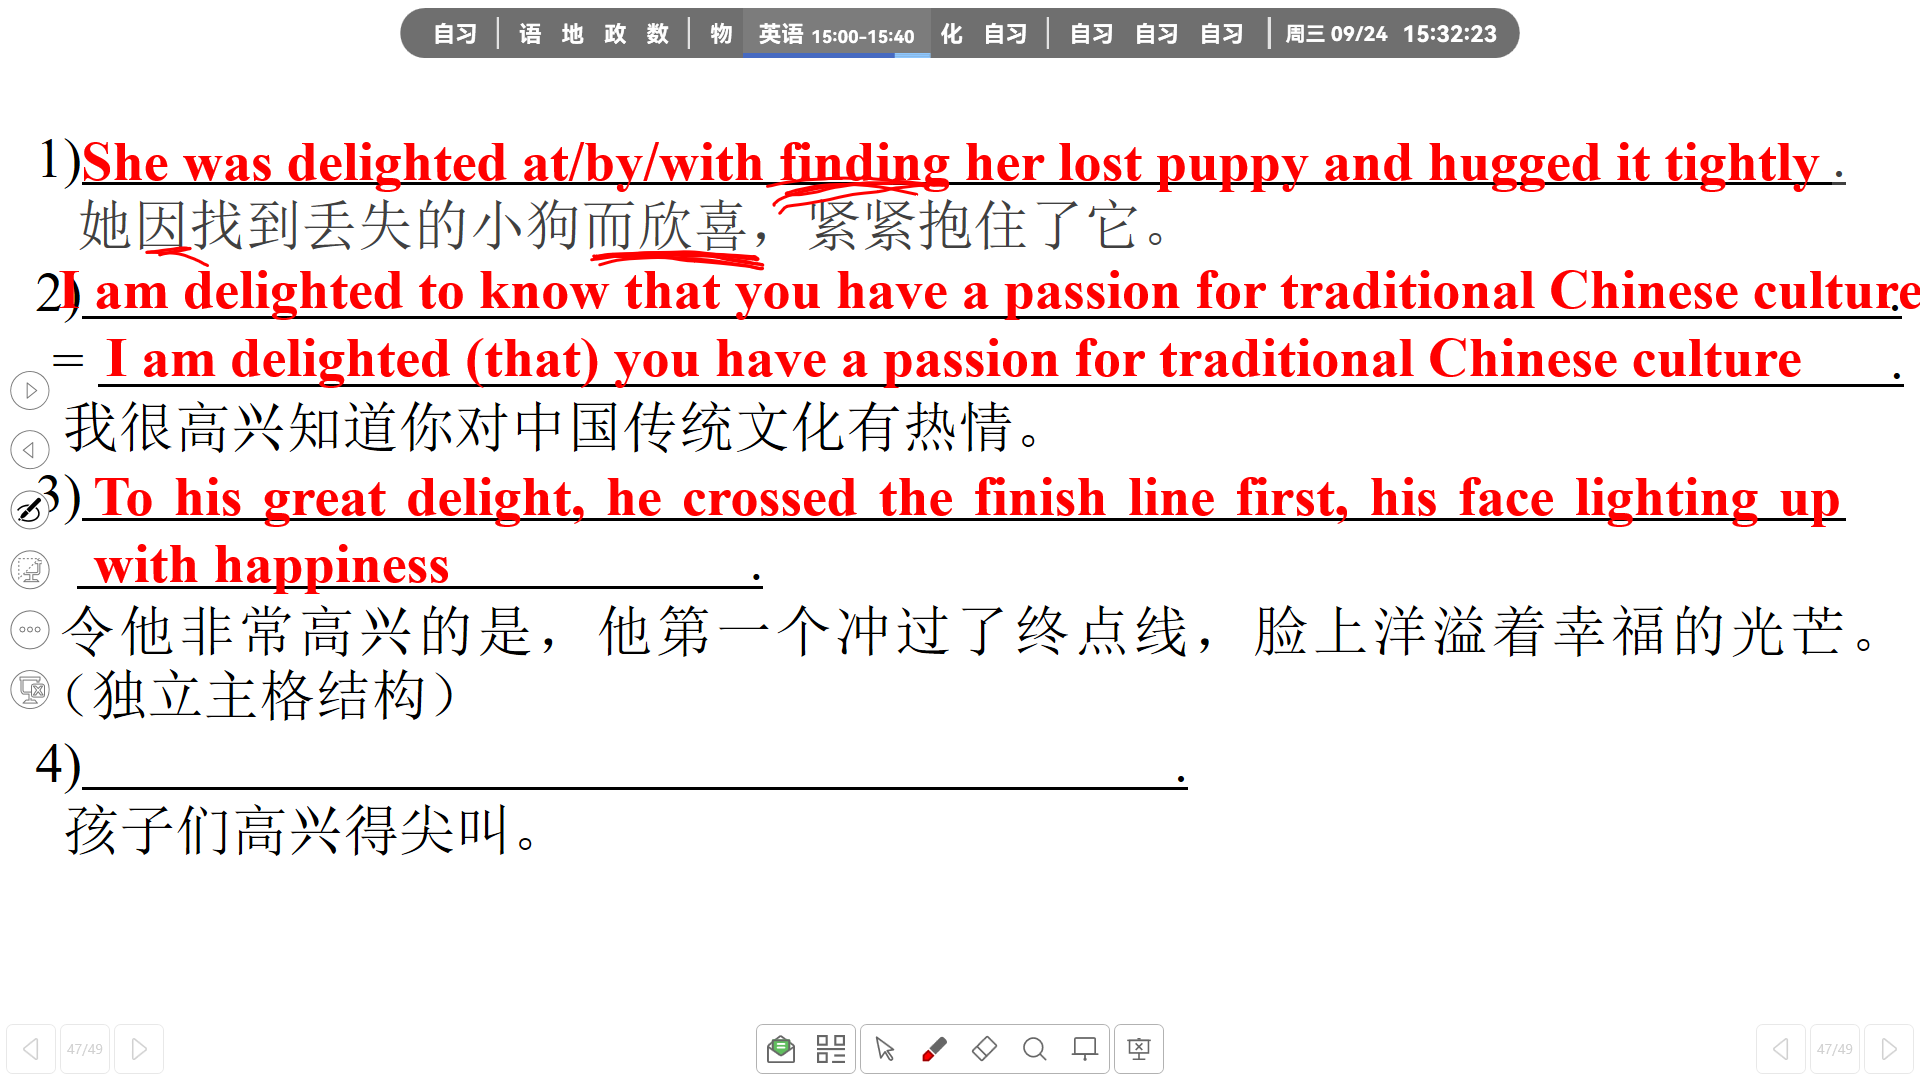 自习 语 地 政 数 物 英语 15:00-15:40 化 自习 自习 自习 自习 周三 09/24 15:32:23
1)She was delighted at/by/with finding her lost puppy and hugged it tightly.
她因找到丢失的小狗而欣喜，紧紧抱住了它。
2)I am delighted to know that you have a passion for traditional Chinese culture.
= I am delighted (that) you have a passion for traditional Chinese culture.
我很高兴知道你对中国传统文化有热情。
3) To his great delight, he crossed the finish line first, his face lighting up
with happiness.
令他非常高兴的是，他第一个冲过了终点线，脸上洋溢着幸福的光芒。
（独立主格结构）
4).
孩子们高兴得尖叫。
47/49 47/49